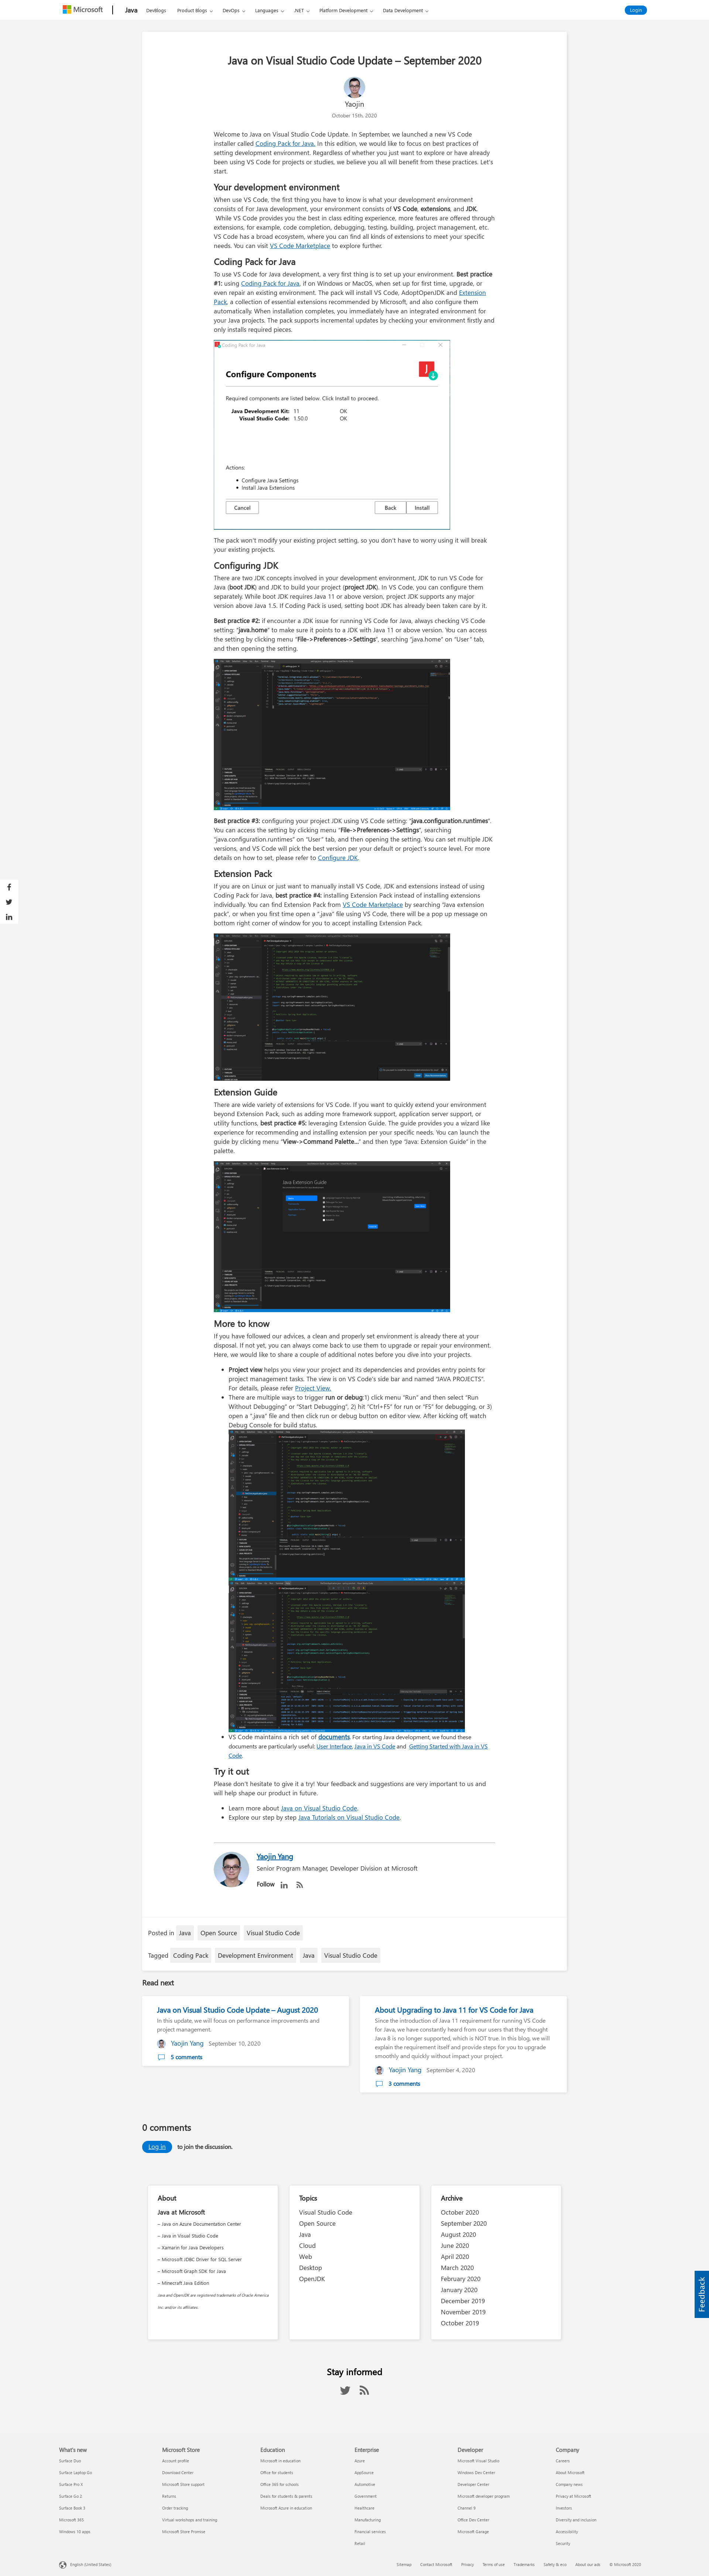 Microsoft
Java
DevBlogs
Product Blogs
DevOps
Languages
.NET
Platform Development
Data Development
Login
Java on Visual Studio Code Update – September 2020
Yaojin
October 15th, 2020
Welcome to Java on Visual Studio Code Update. In September, we launched a new VS Code
installer called Coding Pack for Java. In this edition, we would like to focus on best practices of
setting development environment. Regardless of whether you just want to explore or have already
been using VS Code for projects or studies, we believe you all will benefit from these practices. Let's
start.
Your development environment
When use VS Code, the first thing you have to know is what your development environment
consists of. For Java development, your environment consists of VS Code, extensions, and JDK.
While VS Code provides you the best in class editing experience, more features are offered through
extensions, for example, code completion, debugging, testing, building, project management, etc.
VS Code has a broad ecosystem, where you can find all kinds of extensions to meet your specific
needs. You can visit VS Code Marketplace to explore further.
Coding Pack for Java
To use VS Code for Java development, a very first thing is to set up your environment. Best practice
#1: using Coding Pack for Java, if on Windows or MacOS, when set up for first time, upgrade, or
even repair an existing environment. The pack will install VS Code, AdoptOpenJDK and Extension
Pack, a collection of essential extensions recommended by Microsoft, and also configure them
automatically. When installation completes, you immediately have an integrated environment for
your Java projects. The pack supports incremental updates by checking your environment firstly and
only installs required pieces.
Coding Pack for Java
Configure Components
Required components are listed below. Click Install to proceed.
Java Development Kit: 11 OK
Visual Studio Code: 1.50.0 OK
Actions:
• Configure Java Settings
• Install Java Extensions
Cancel
Back
Install
The pack won't modify your existing project setting, so you don't have to worry using it will break
your existing projects.
Configuring JDK
There are two JDK concepts involved in your development environment, JDK to run VS Code for
Java (boot JDK) and JDK to build your project (project JDK). In VS Code, you can configure them
separately. While boot JDK requires Java 11 or above version, project JDK supports any major
version above Java 1.5. If Coding Pack is used, setting boot JDK has already been taken care by it.
Best practice #2: if encounter a JDK issue for running VS Code for Java, always checking VS Code
setting: "java.home" to make sure it points to a JDK with Java 11 or above version. You can access
the setting by clicking menu "File->Preferences->Settings", searching "java.home" on "User" tab,
and then opening the setting.
Best practice #3: configuring your project JDK using VS Code setting: "java.configuration.runtimes".
You can access the setting by clicking menu "File->Preferences->Settings", searching
"java.configuration.runtimes" on "User" tab, and then opening the setting. You can set multiple JDK
versions, and VS Code will pick the best version per your default or project's source level. For more
details on how to set, please refer to Configure JDK.
Extension Pack
If you are on Linux or just want to manually install VS Code, JDK and extensions instead of using
Coding Pack for Java, best practice #4: installing Extension Pack instead of installing extensions
individually. You can find Extension Pack from VS Code Marketplace by searching "Java extension
pack", or when you first time open a ".java" file using VS Code, there will be a pop up message on
bottom right corner of window for you to accept installing Extension Pack.
Extension Guide
There are wide variety of extensions for VS Code. If you want to quickly extend your environment
beyond Extension Pack, such as adding more framework support, application server support, or
utility functions, best practice #5: leveraging Extension Guide. The guide provides you a wizard like
experience for recommending and installing extension per you specific needs. You can launch the
guide by clicking menu "View->Command Palette…" and then type "Java: Extension Guide" in the
palette.
Java Extension Guide
More to know
If you have followed our advices, a clean and properly set environment is already there at your
disposal. If not yet, you can always come back to use them to upgrade or repair your environment.
Here, we would like to share a couple of additional notes before you dive into your projects.
• Project view helps you view your project and its dependencies and provides entry points for
project management tasks. The view is on VS Code's side bar and named "JAVA PROJECTS".
For details, please refer Project View.
• There are multiple ways to trigger run or debug:1) click menu "Run" and then select "Run
Without Debugging" or "Start Debugging", 2) hit "Ctrl+F5" for run or "F5" for debugging, or 3)
open a ".java" file and then click run or debug button on editor view. After kicking off, watch
Debug Console for build status.
• VS Code maintains a rich set of documents. For starting Java development, we found these
documents are particularly useful: User Interface, Java in VS Code and Getting Started with Java in VS
Code.
Try it out
Please don't hesitate to give it a try! Your feedback and suggestions are very important to us and
will help shape our product in future.
• Learn more about Java on Visual Studio Code.
• Explore our step by step Java Tutorials on Visual Studio Code.
Yaojin Yang
Senior Program Manager, Developer Division at Microsoft
Follow
Posted in Java Open Source Visual Studio Code
Tagged Coding Pack Development Environment Java Visual Studio Code
Read next
Java on Visual Studio Code Update – August 2020
In this update, we will focus on performance improvements and
project management.
Yaojin Yang September 10, 2020
5 comments
About Upgrading to Java 11 for VS Code for Java
Since the introduction of Java 11 requirement for running VS Code
for Java, we have constantly heard from our users that they thought
Java 8 is no longer supported, which is NOT true. In this blog, we will
explain the requirement and provide steps for you to upgrade
smoothly and quickly without impact your project.
Yaojin Yang September 4, 2020
3 comments
0 comments
Log in to join the discussion.
About
Java at Microsoft
– Java on Azure Documentation Center
– Java in Visual Studio Code
– Xamarin for Java Developers
– Microsoft JDBC Driver for SQL Server
– Microsoft Graph SDK for Java
– Minecraft Java Edition
Java and OpenJDK are registered trademarks of Oracle America
Inc. and/or its affiliates.
Topics
Visual Studio Code
Open Source
Java
Cloud
Web
Desktop
OpenJDK
Archive
October 2020
September 2020
August 2020
June 2020
April 2020
March 2020
February 2020
January 2020
December 2019
November 2019
October 2019
Feedback
Stay informed
What's new
Surface Duo
Surface Laptop Go
Surface Pro X
Surface Go 2
Surface Book 3
Microsoft 365
Windows 10 apps
Microsoft Store
Account profile
Download Center
Microsoft Store support
Returns
Order tracking
Virtual workshops and training
Microsoft Store Promise
Education
Microsoft in education
Office for students
Office 365 for schools
Deals for students & parents
Microsoft Azure in education
Enterprise
Azure
AppSource
Automotive
Government
Healthcare
Manufacturing
Financial services
Retail
Developer
Microsoft Visual Studio
Windows Dev Center
Developer Center
Microsoft developer program
Channel 9
Office Dev Center
Microsoft Garage
Company
Careers
About Microsoft
Company news
Privacy at Microsoft
Investors
Diversity and inclusion
Accessibility
Security
English (United States)
Sitemap
Contact Microsoft
Privacy
Terms of use
Trademarks
Safety & eco
About our ads
© Microsoft 2020